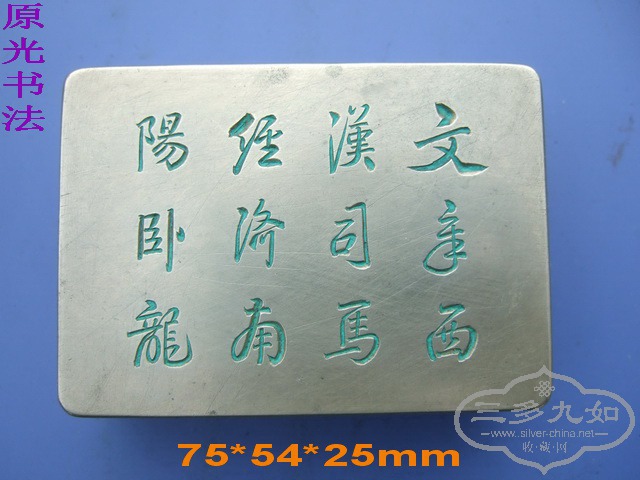 原光书法
文章西
漢司馬
經济南
陽卧龍
75*54*25mm
三多九如
www.silver-china.net
收藏网